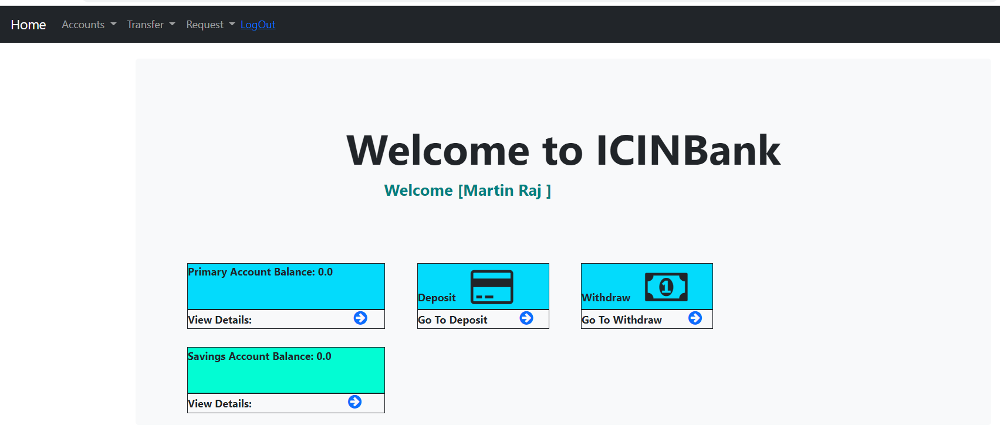 Home Accounts Transfer Request LogOut
Welcome to ICINBank
Welcome [Martin Raj ]
Primary Account Balance: 0.0
View Details:
Deposit
Go To Deposit
1
Withdraw
Go To Withdraw
Savings Account Balance: 0.0
View Details: